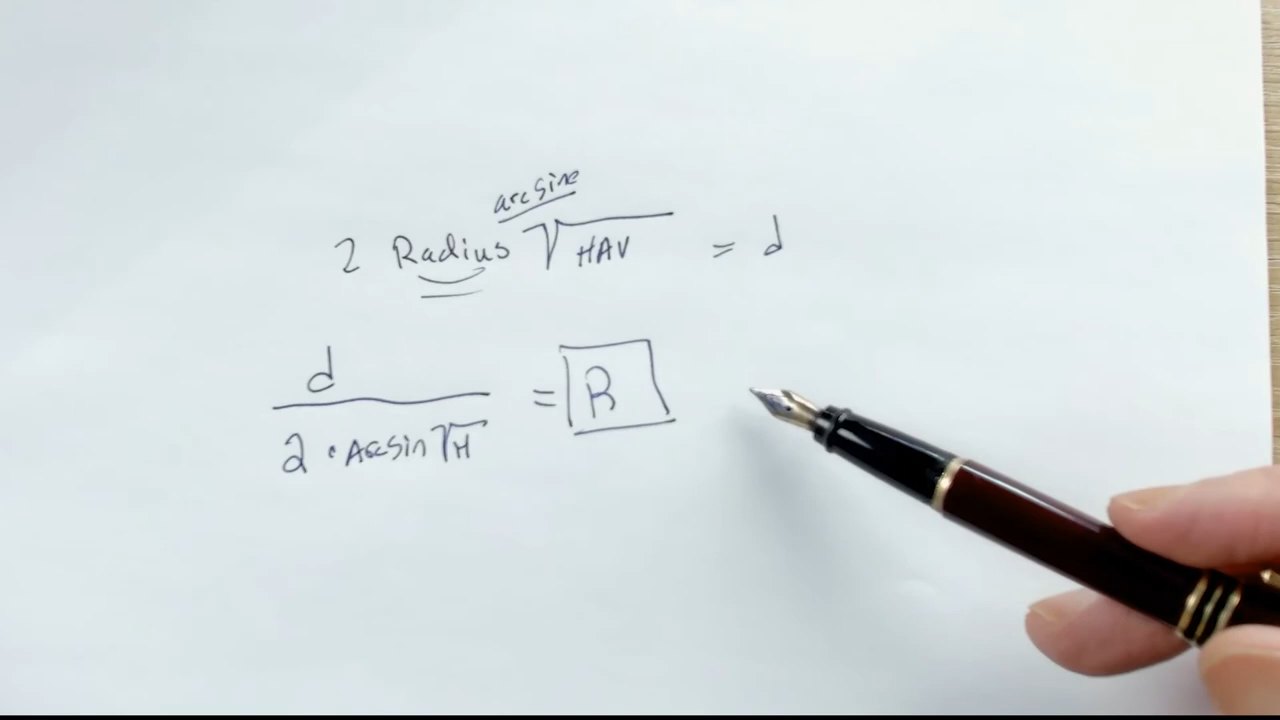 arcsine
2 Radius √HAV = d
d
2 · Arcsin √H = R